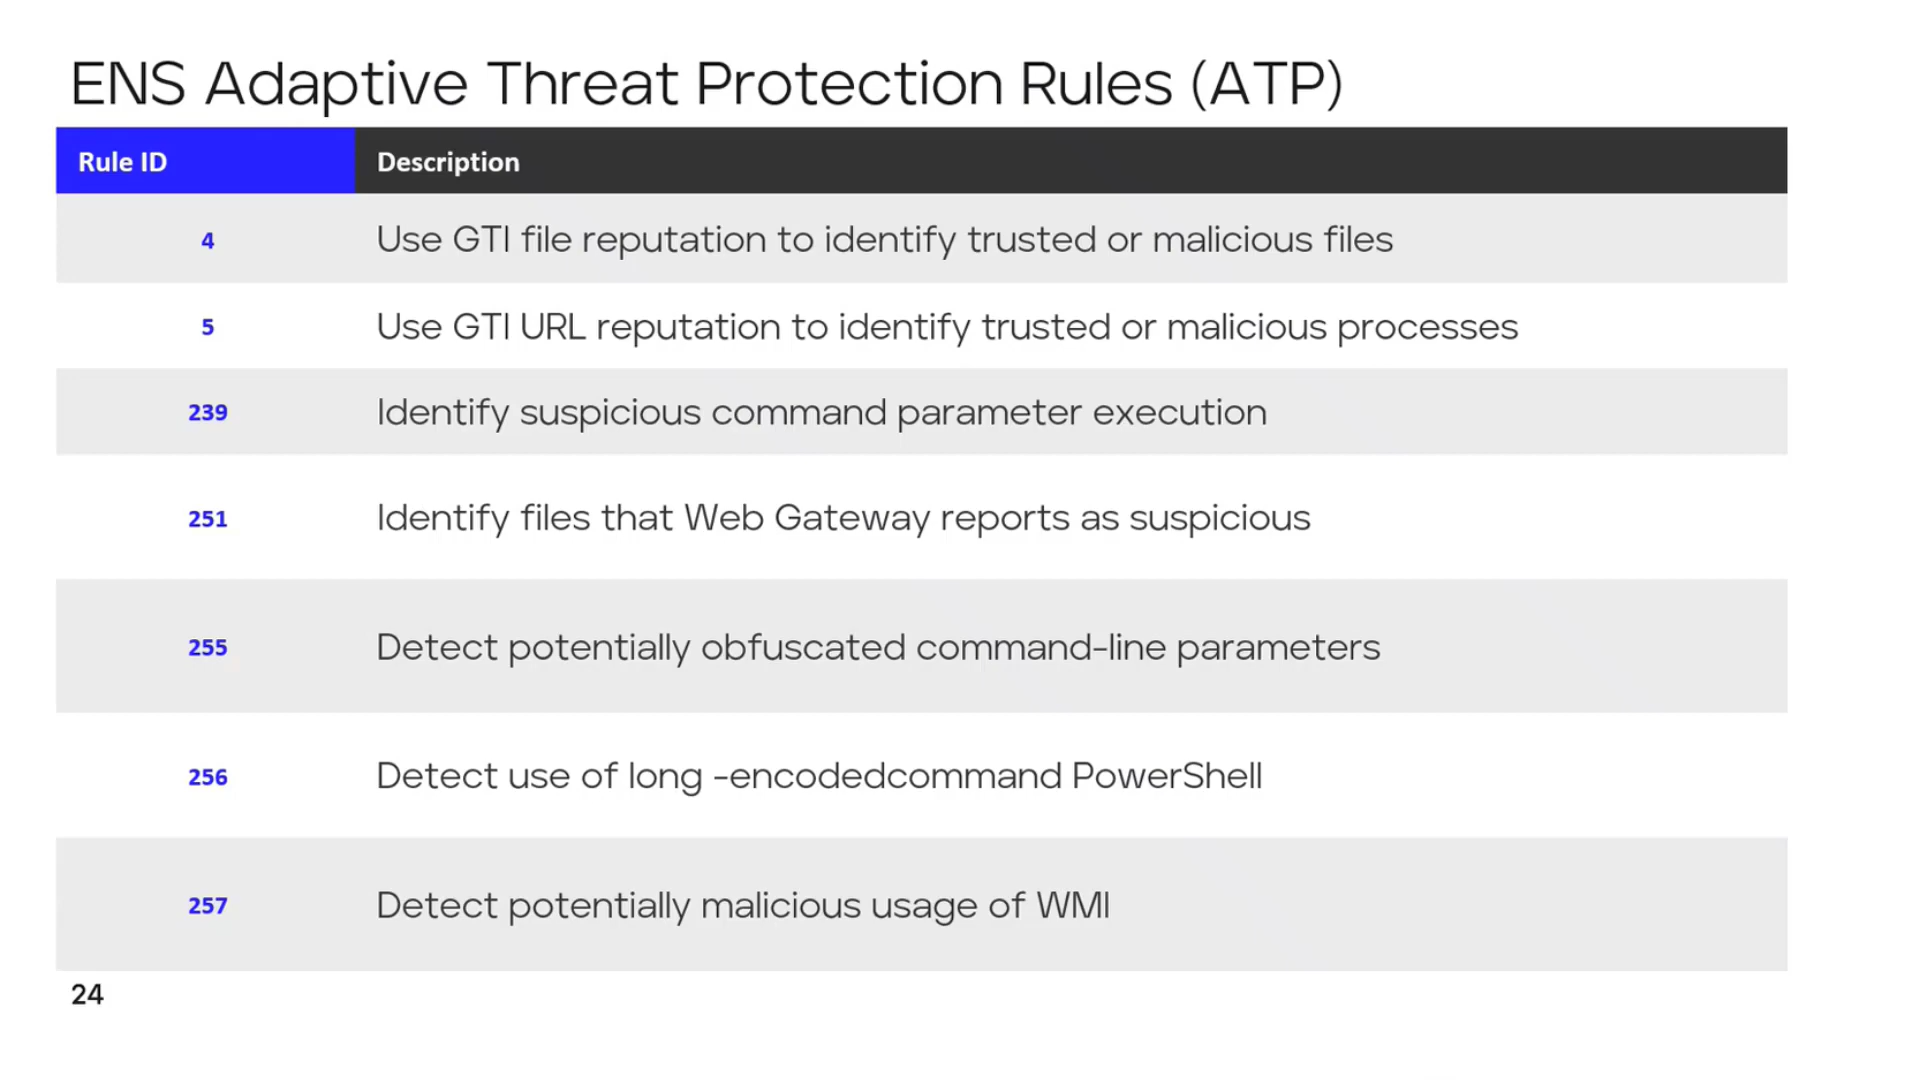 ENS Adaptive Threat Protection Rules (ATP)
Rule ID Description
4 Use GTI file reputation to identify trusted or malicious files
5 Use GTI URL reputation to identify trusted or malicious processes
239 Identify suspicious command parameter execution
251 Identify files that Web Gateway reports as suspicious
255 Detect potentially obfuscated command-line parameters
256 Detect use of long -encodedcommand PowerShell
257 Detect potentially malicious usage of WMI
24